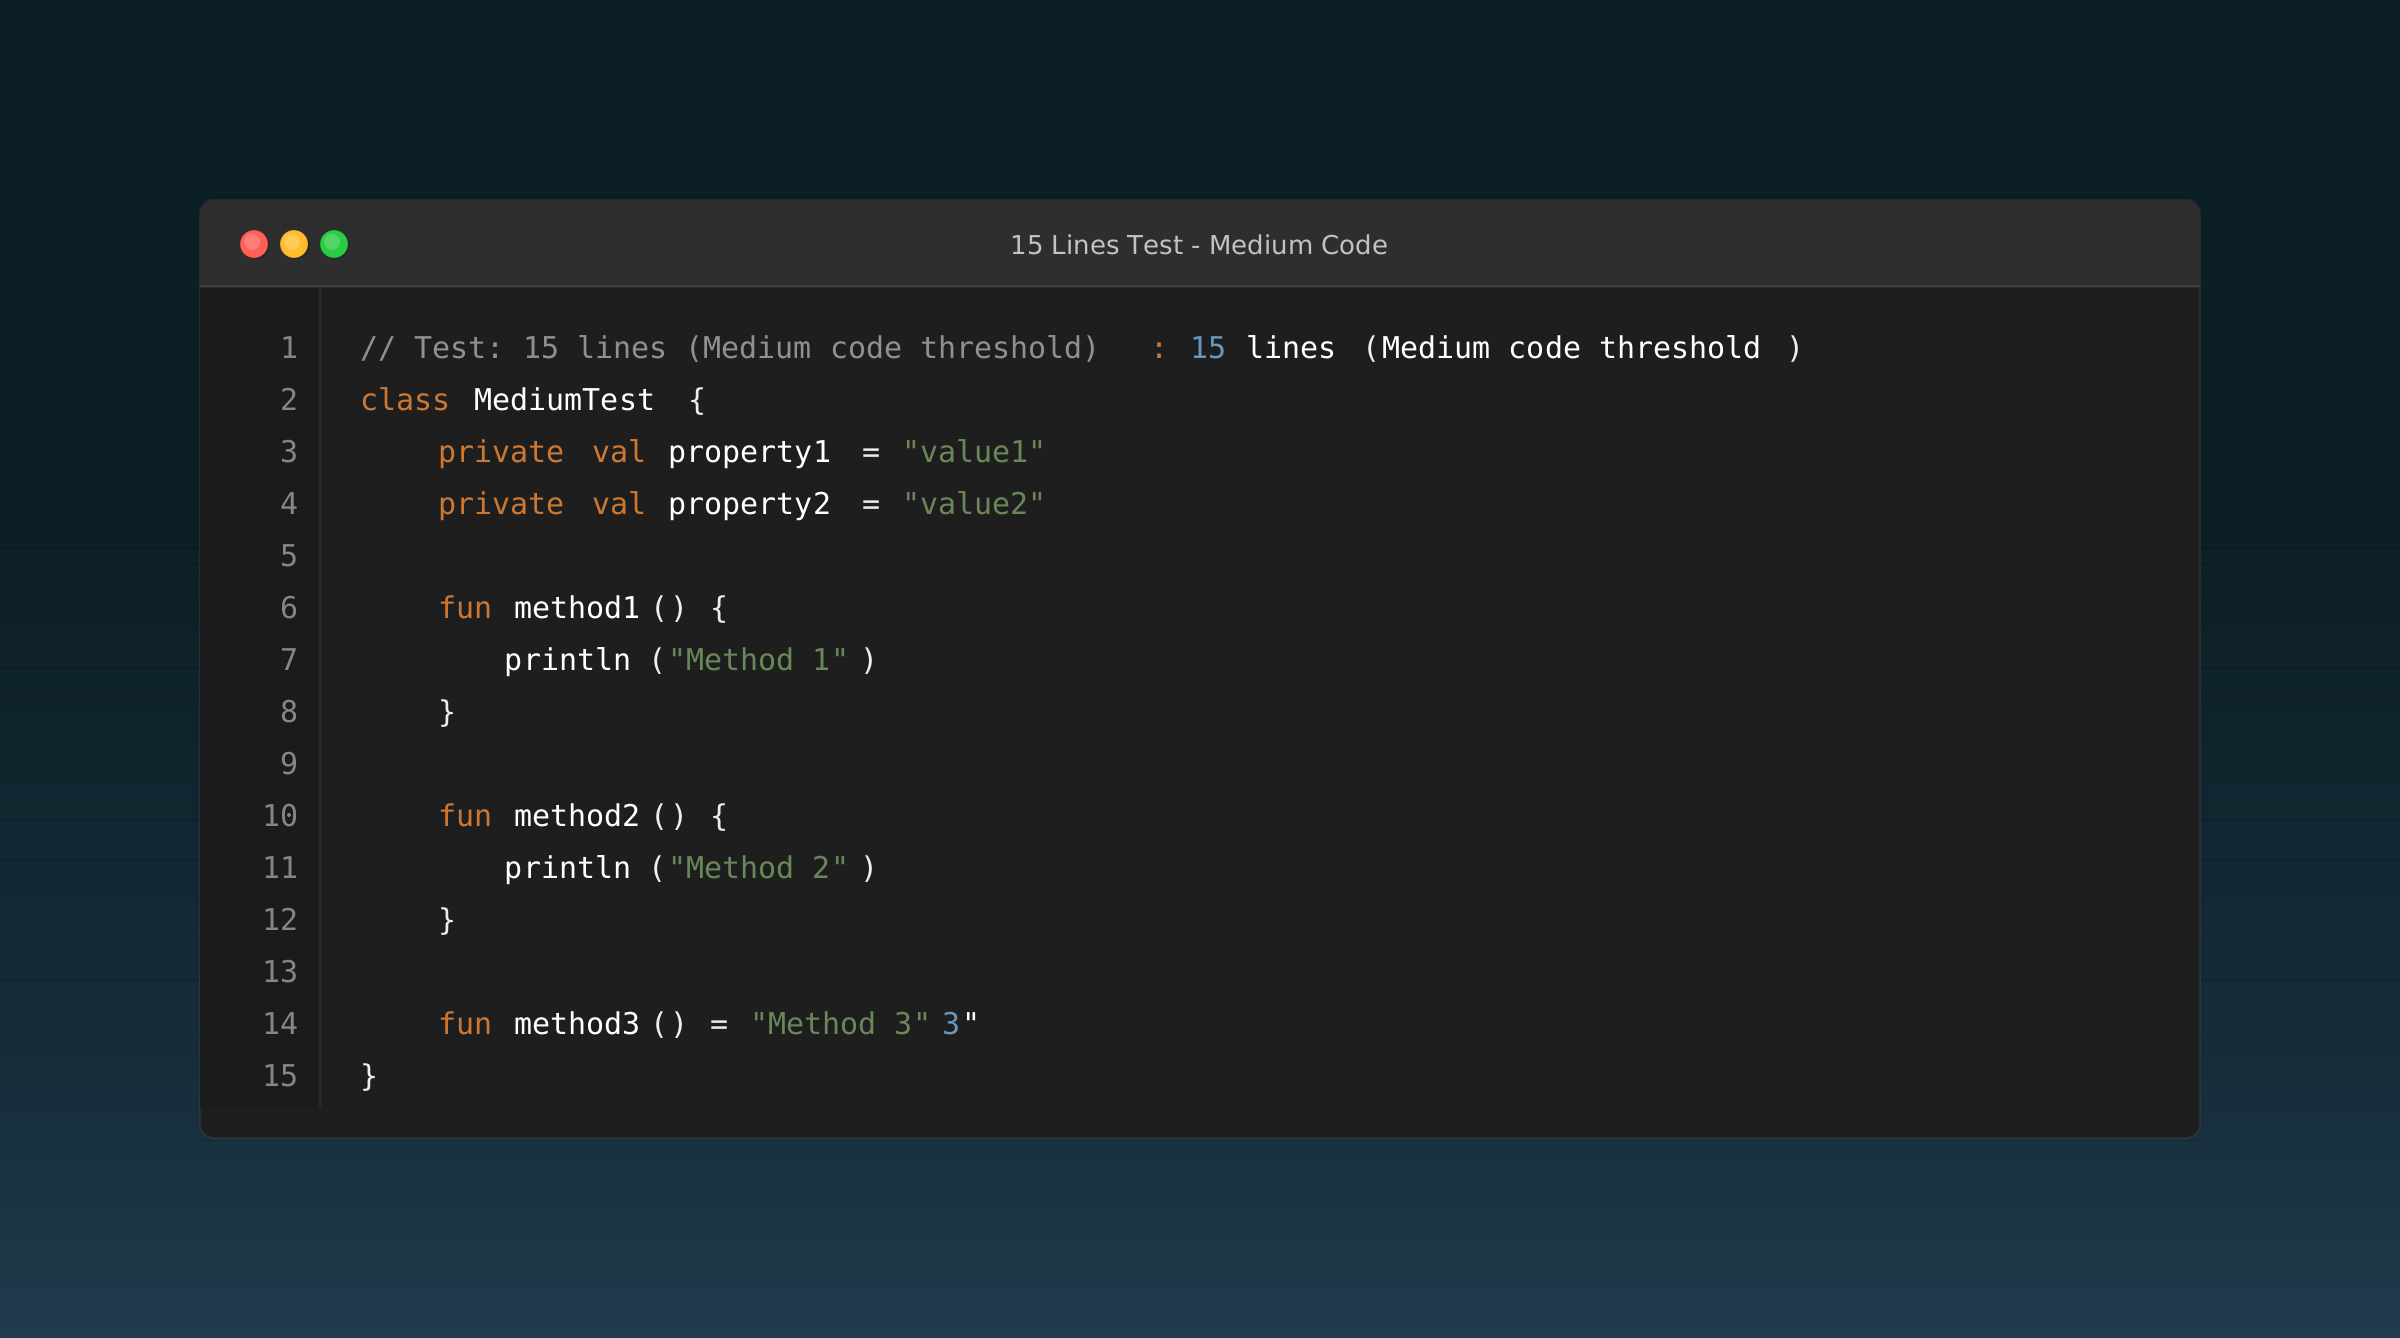 15 Lines Test - Medium Code
1 // Test: 15 lines (Medium code threshold) : 15 lines (Medium code threshold )
2 class MediumTest {
3 private val property1 = "value1"
4 private val property2 = "value2"
5
6 fun method1 () {
7 println ("Method 1" )
8 }
9
10 fun method2 () {
11 println ("Method 2" )
12 }
13
14 fun method3 () = "Method 3" 3"
15 }